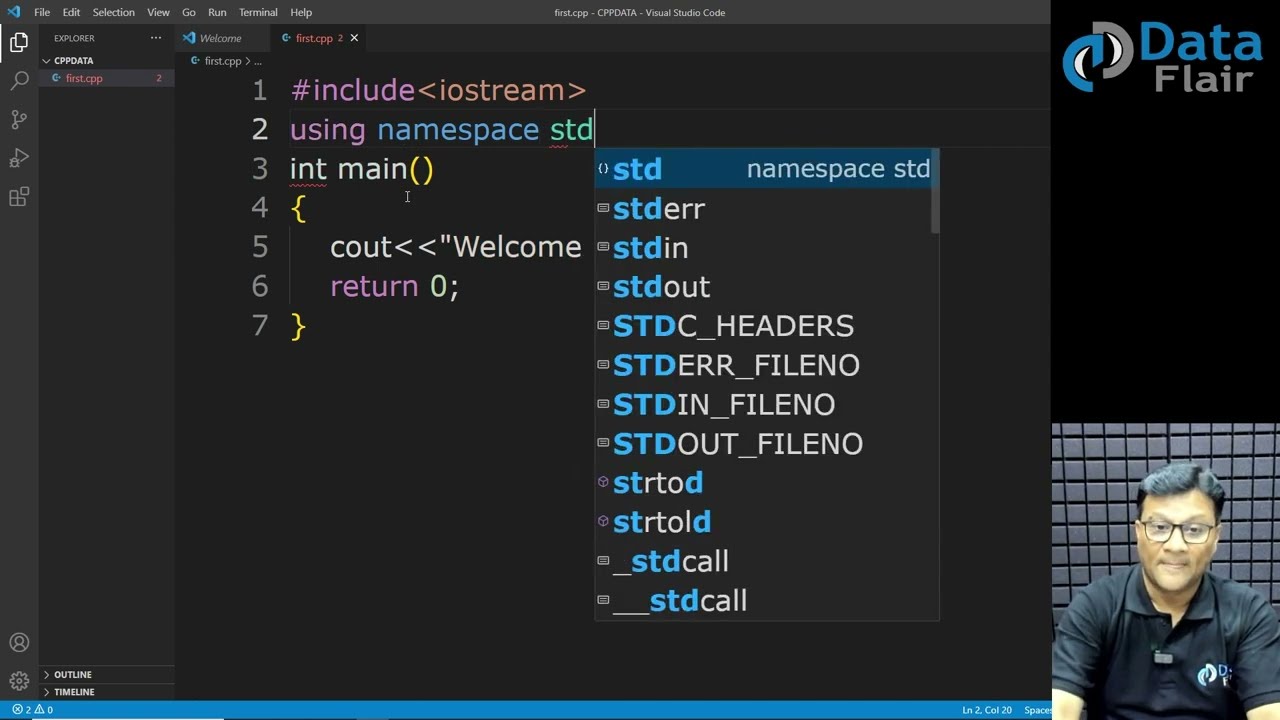 File Edit Selection View Go Run Terminal Help
first.cpp - CPPDATA - Visual Studio Code
EXPLORER
CPPDATA
first.cpp 2
Welcome
first.cpp 2
first.cpp > ...
1 #include<iostream>
2 using namespace std
3 int main()
4 {
5 cout<<"Welcome
6 return 0;
7 }
std namespace std
stderr
stdin
stdout
STDC_HEADERS
STDERR_FILENO
STDIN_FILENO
STDOUT_FILENO
strtod
strtold
_stdcall
__stdcall
OUTLINE
TIMELINE
2 0
Ln 2, Col 20 Spaces
Data
Flair